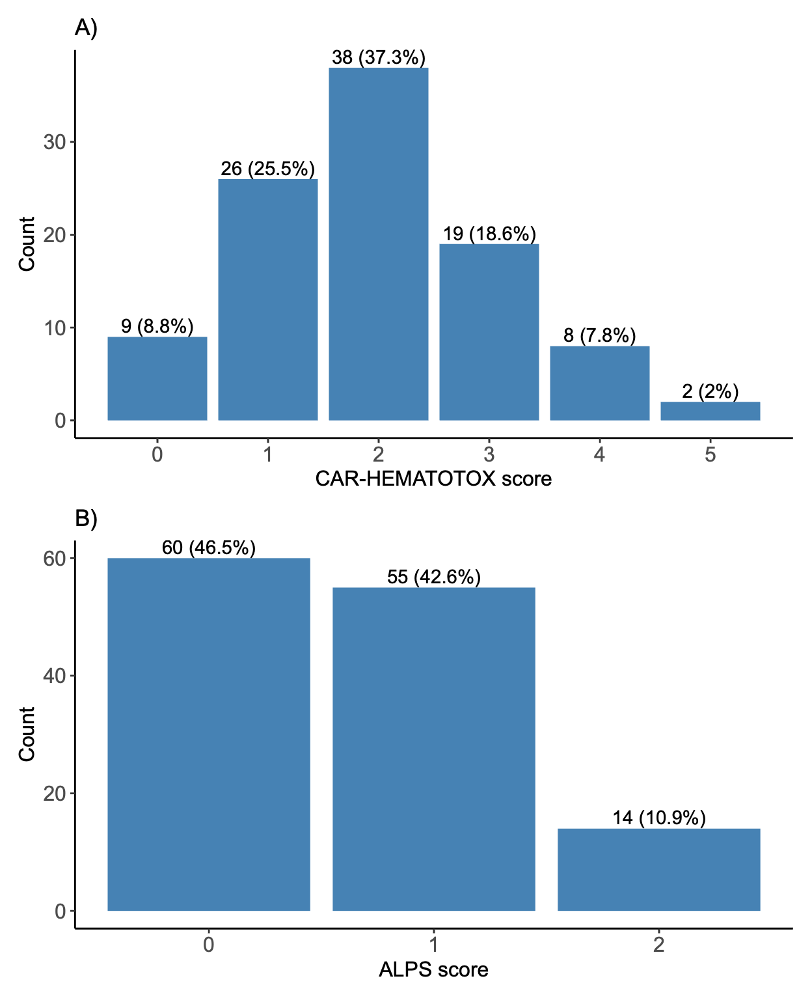 A)
38 (37.3%)
26 (25.5%)
19 (18.6%)
9 (8.8%)
8 (7.8%)
2 (2%)
30
20
10
0
Count
0 1 2 3 4 5
CAR-HEMATOTOX score
B)
60 (46.5%)
55 (42.6%)
14 (10.9%)
60
40
20
0
Count
0 1 2
ALPS score